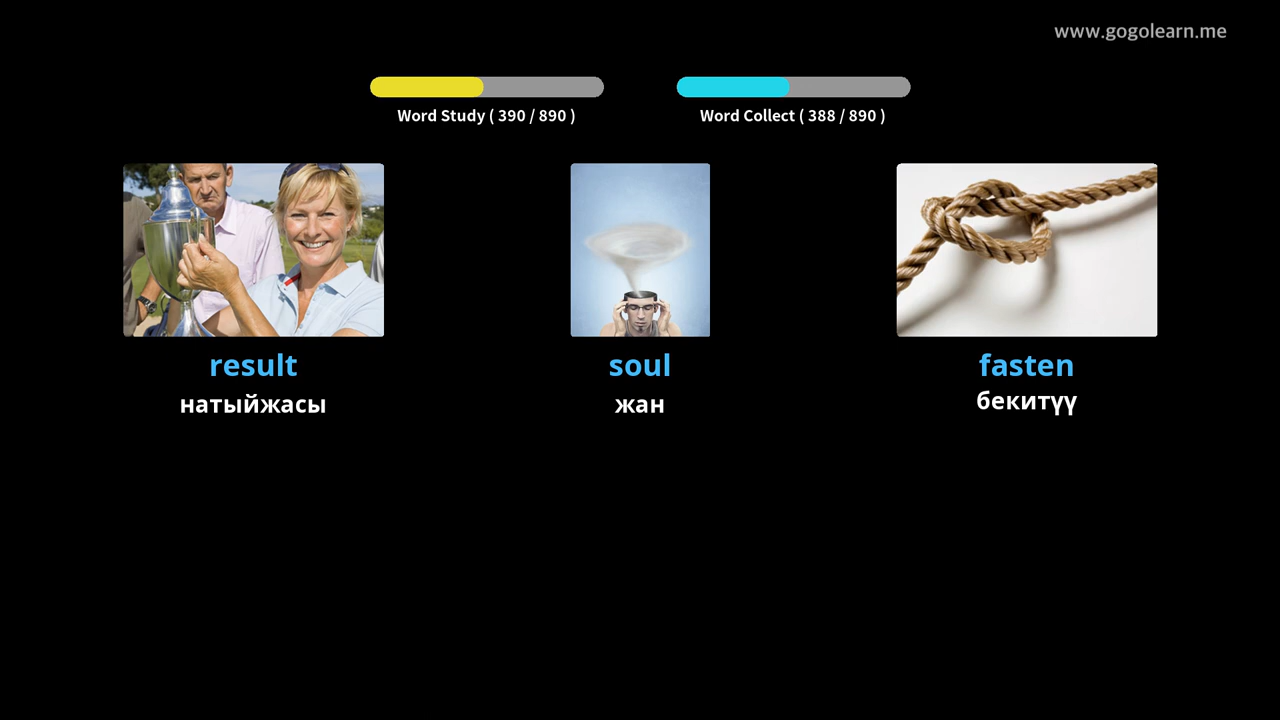 www.gogolearn.me
Word Study ( 390 / 890 )
Word Collect ( 388 / 890 )
result
soul
fasten
натыйжасы
жан
бекитүү